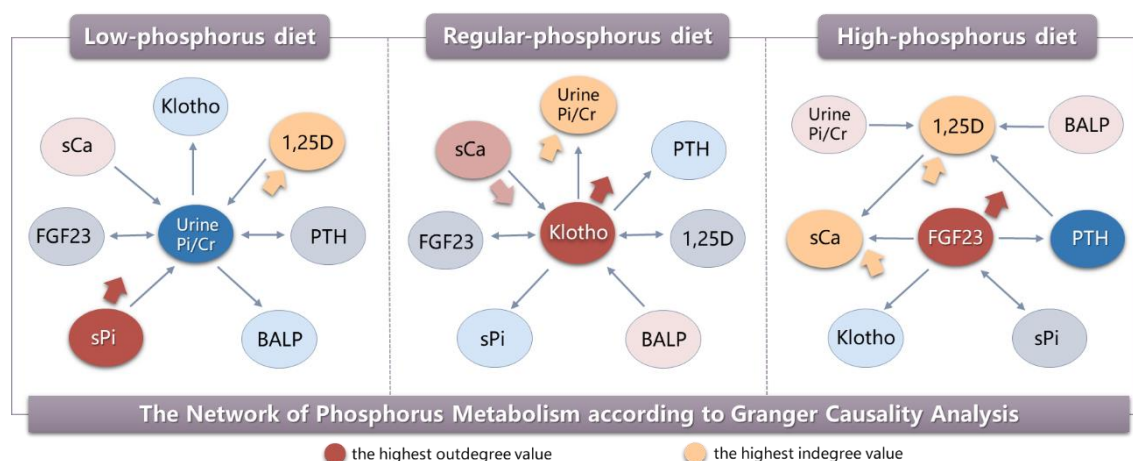 Low-phosphorus diet
Klotho
sCa
1,25D
FGF23
Urine
Pi/Cr
PTH
sPi
BALP
Regular-phosphorus diet
Urine
Pi/Cr
sCa
PTH
FGF23
Klotho
1,25D
sPi
BALP
High-phosphorus diet
Urine
Pi/Cr
1,25D
BALP
sCa
FGF23
PTH
Klotho
sPi
The Network of Phosphorus Metabolism according to Granger Causality Analysis
the highest outdegree value
the highest indegree value